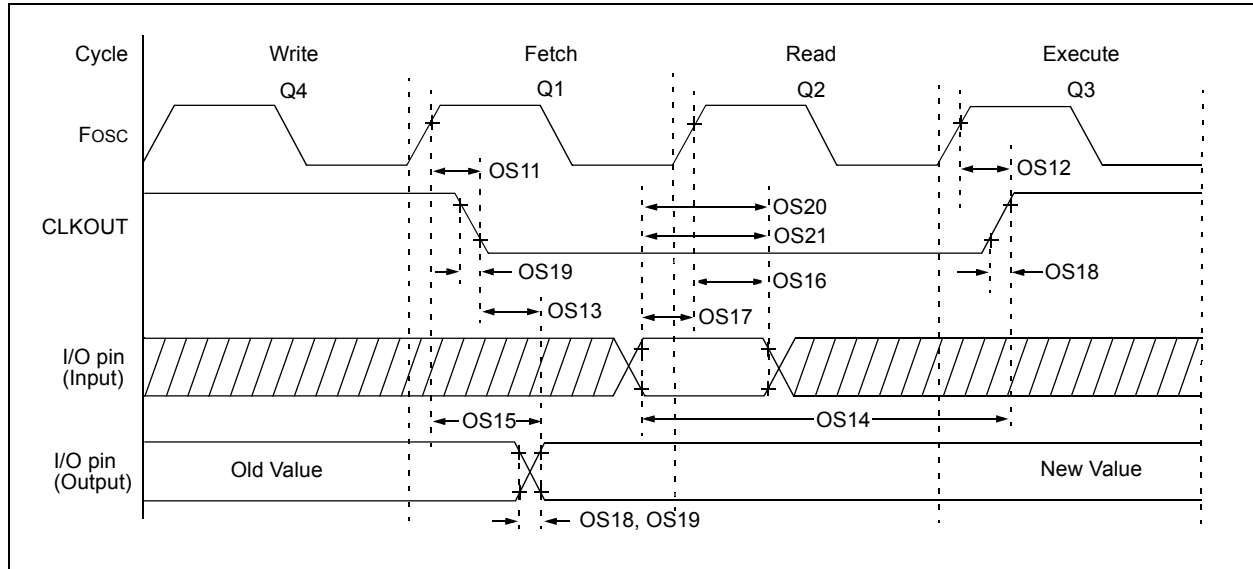 Cycle Write Fetch Read Execute
Q4 Q1 Q2 Q3
FOSC
OS11 OS12
OS20
CLKOUT
OS21
OS19 OS16 OS18
OS13 OS17
I/O pin
(Input)
OS15 OS14
I/O pin
(Output)
Old Value New Value
OS18, OS19